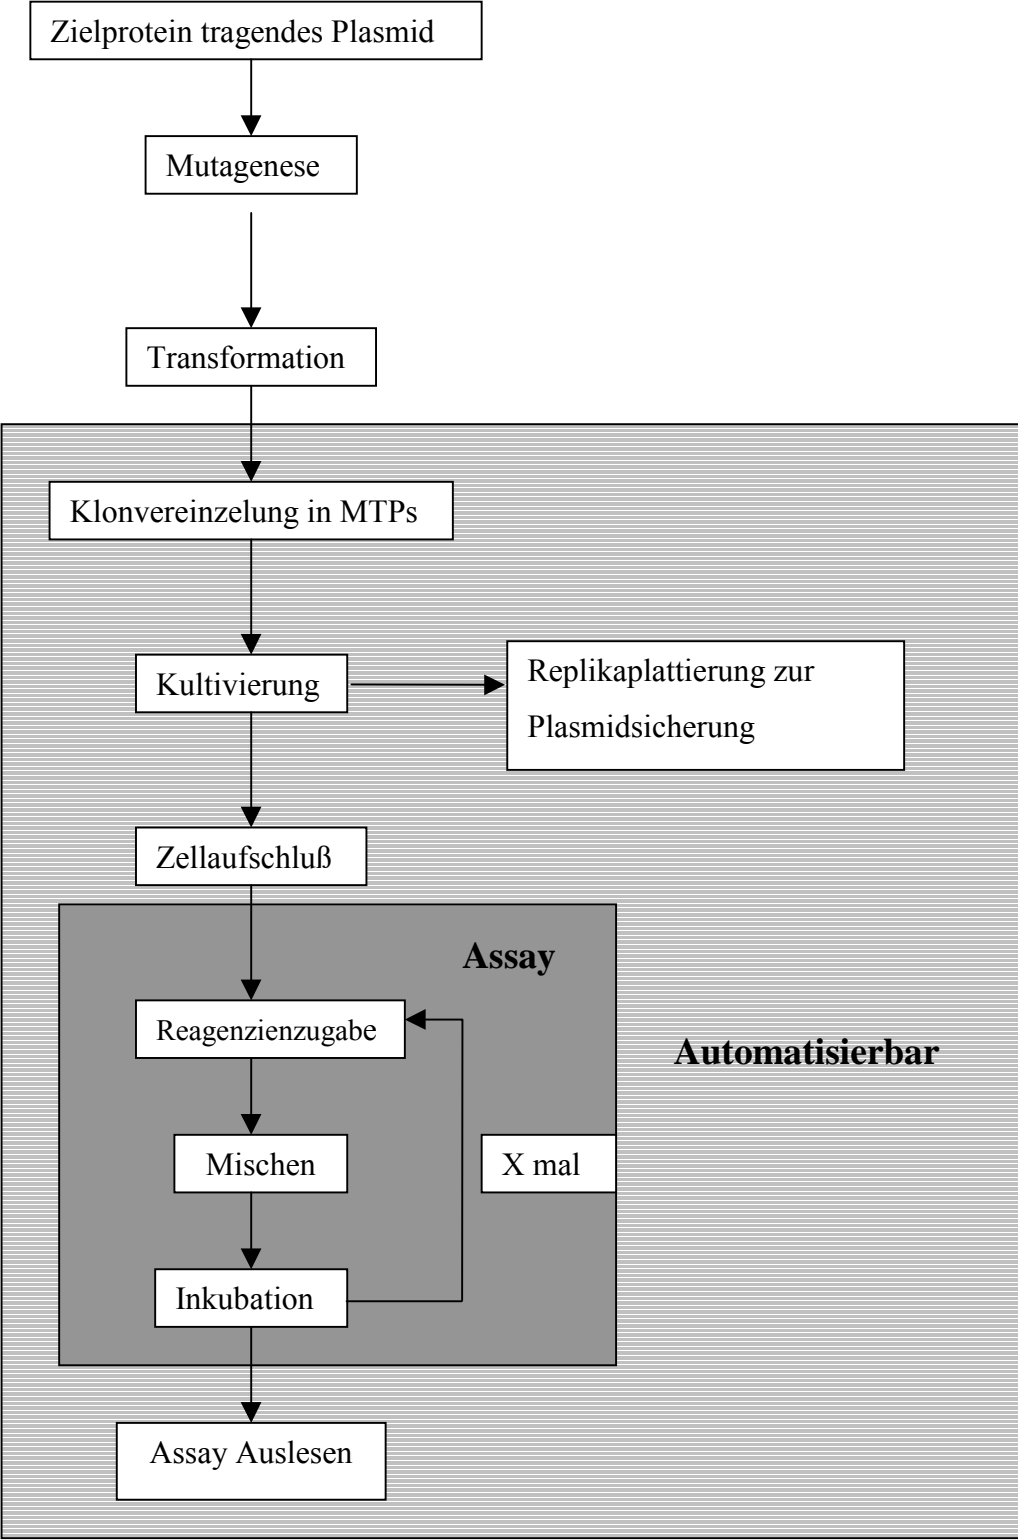 Zielprotein tragendes Plasmid
Mutagenese
Transformation
Klonvereinzelung in MTPs
Kultivierung
Replikaplattierung zur
Plasmidsicherung
Zellaufschluß
Assay
Reagenzienzugabe
Automatisierbar
Mischen
X mal
Inkubation
Assay Auslesen